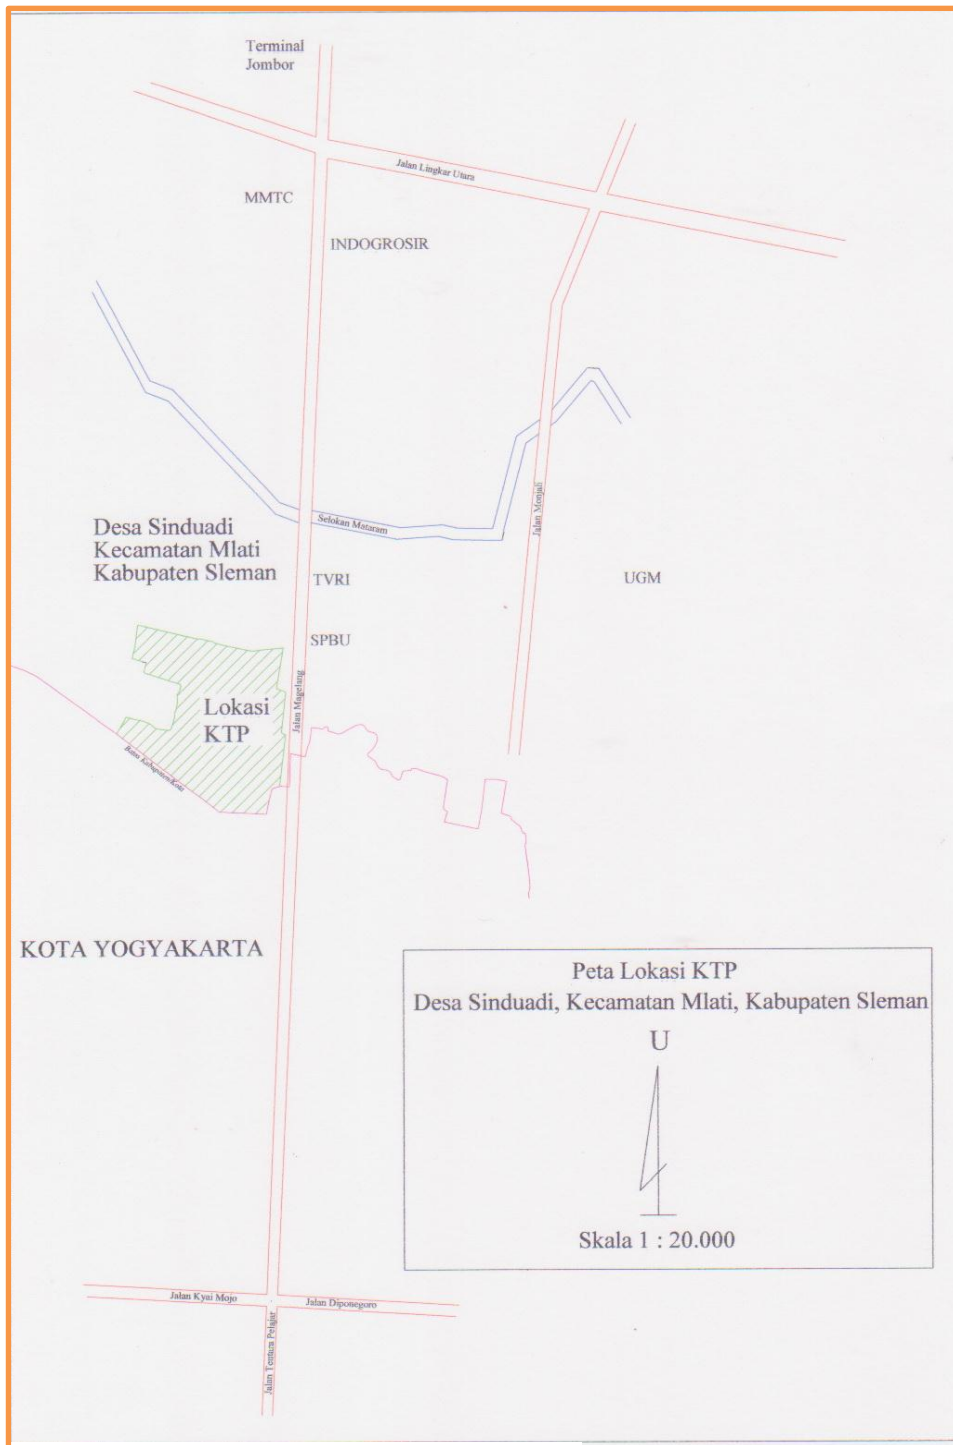 Terminal
Jombor
Jalan Lingkar Utara
MMTC
INDOGROSIR
Selokan Mataram
Jalan Monjali
Desa Sinduadi
Kecamatan Mlati
Kabupaten Sleman
TVRI
UGM
SPBU
Jalan Magelang
Lokasi
KTP
Batas Kabupaten/Kota
KOTA YOGYAKARTA
Peta Lokasi KTP
Desa Sinduadi, Kecamatan Mlati, Kabupaten Sleman
U
Skala 1 : 20.000
Jalan Kyai Mojo
Jalan Diponegoro
Jalan Tentara Pelajar